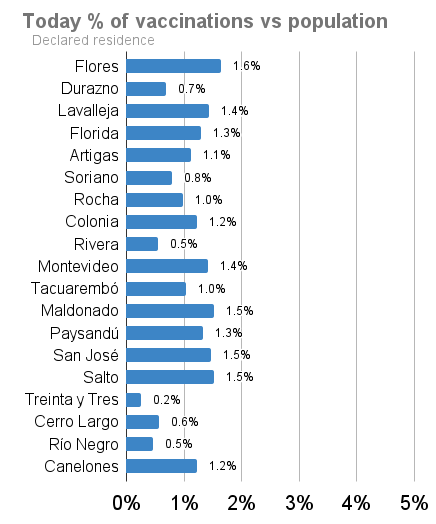 Today % of vaccinations vs population
Declared residence
Flores 1.6%
Durazno 0.7%
Lavalleja 1.4%
Florida 1.3%
Artigas 1.1%
Soriano 0.8%
Rocha 1.0%
Colonia 1.2%
Rivera 0.5%
Montevideo 1.4%
Tacuarembó 1.0%
Maldonado 1.5%
Paysandú 1.3%
San José 1.5%
Salto 1.5%
Treinta y Tres 0.2%
Cerro Largo 0.6%
Río Negro 0.5%
Canelones 1.2%
0% 1% 2% 3% 4% 5%